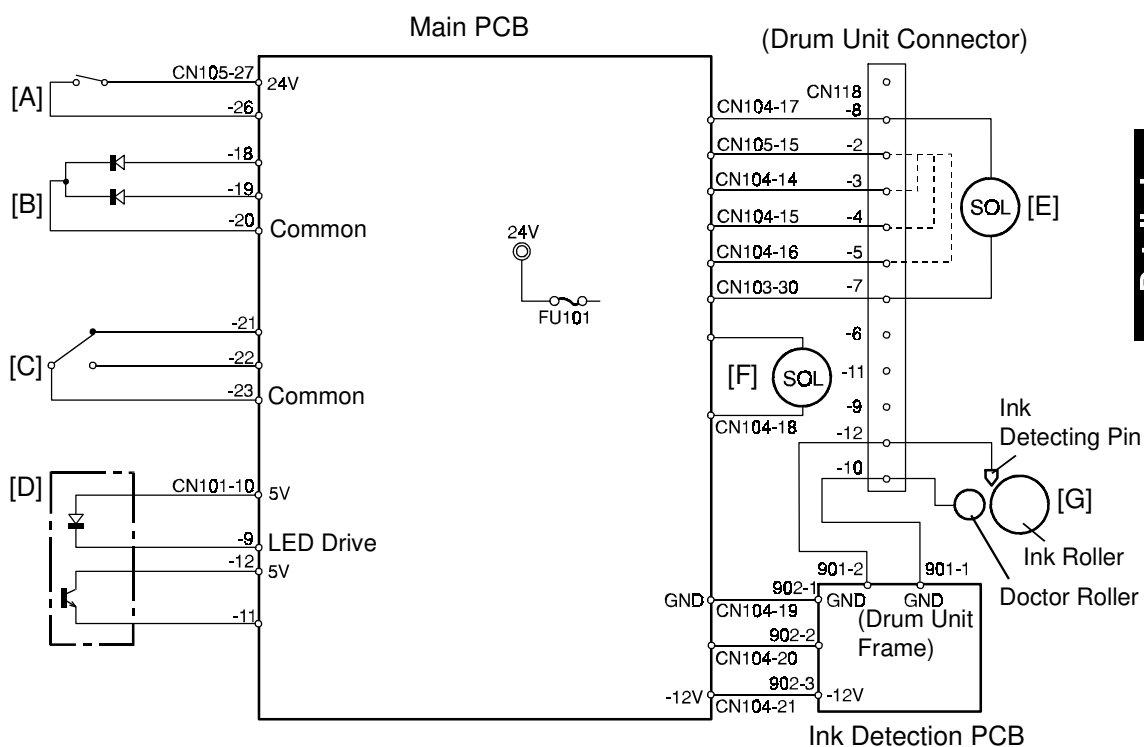 Main PCB
(Drum Unit Connector)
[A]
CN105-27
24V
-26
[B]
-18
-19
-20
Common
[C]
-21
-22
-23
Common
[D]
CN101-10
5V
-9
LED Drive
-12
5V
-11
24V
FU101
CN118
CN104-17
-8
CN105-15
-2
CN104-14
-3
CN104-15
-4
CN104-16
-5
CN103-30
-7
SOL
[E]
-6
[F]
SOL
-11
-9
CN104-18
-12
-10
Ink
Detecting Pin
[G]
Ink Roller
Doctor Roller
901-2
901-1
GND
902-1
CN104-19
GND
GND
(Drum Unit
Frame)
902-2
CN104-20
-12V
902-3
CN104-21
-12V
Ink Detection PCB